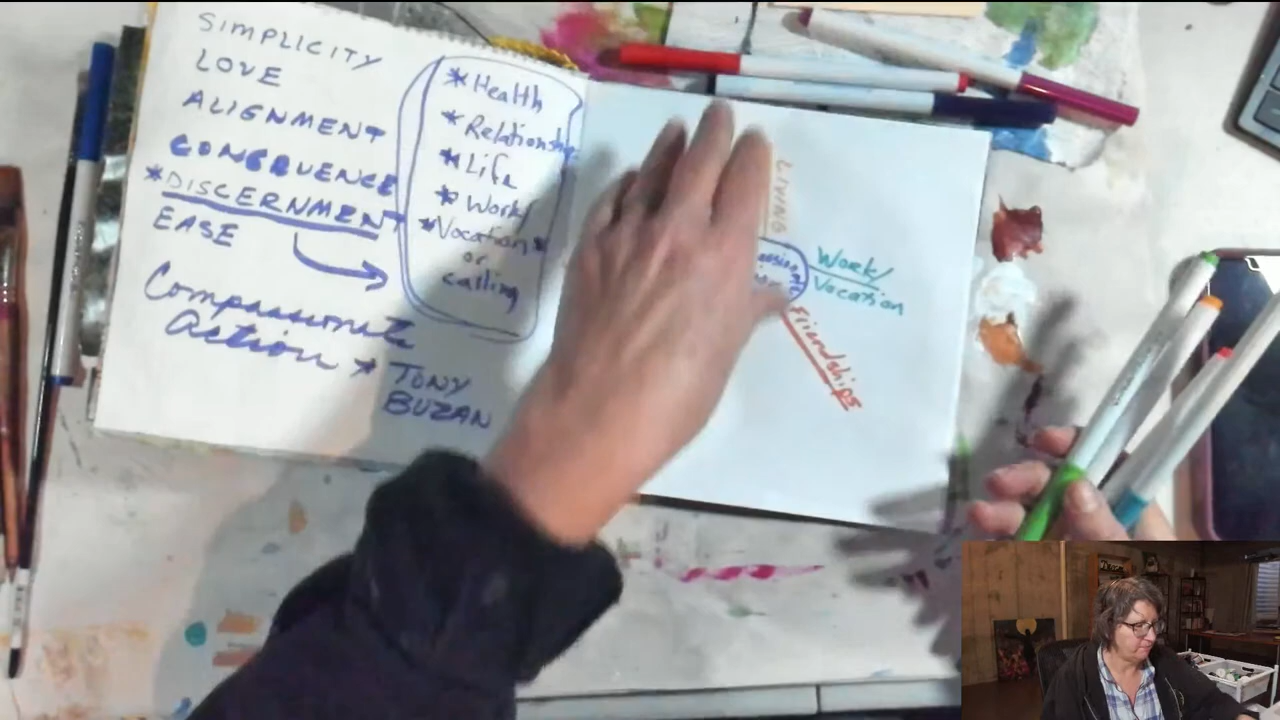 SIMPLICITY
LOVE
ALIGNMENT
CONGRUENCE
*DISCERNMENT
EASE
Compassionate
Action * TONY
BUZAN
*Health
*Relationship
*Life
*Work/
*Vocation*
or
calling
LIVING
Work/
Vocation
Friendships